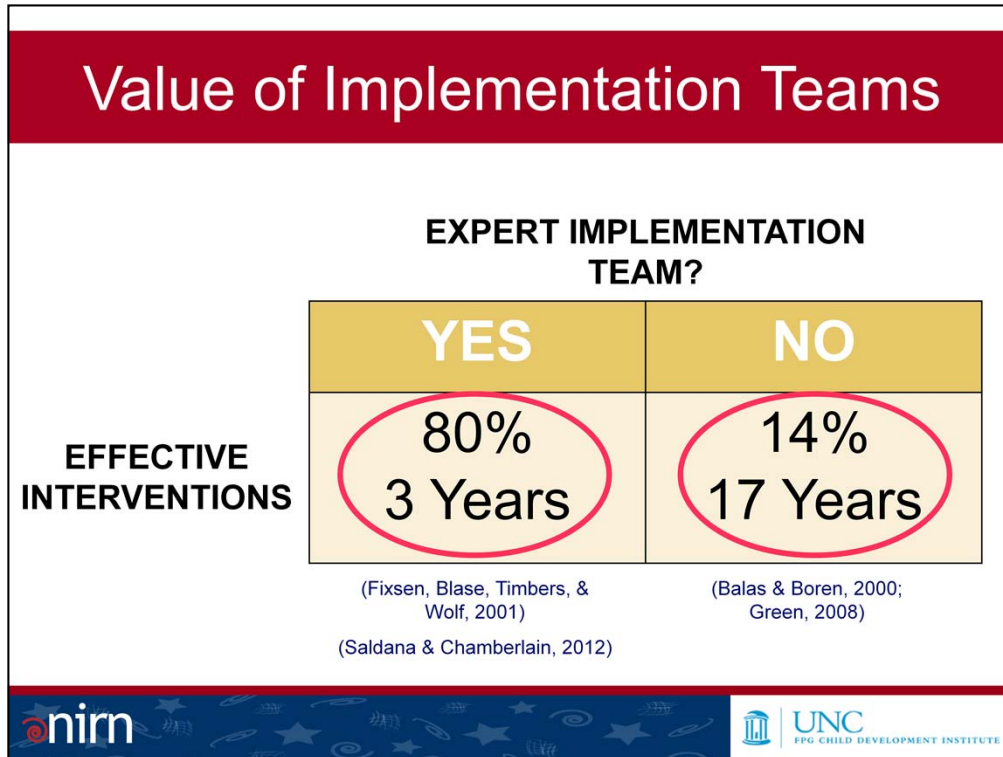 Value of Implementation Teams
EXPERT IMPLEMENTATION
TEAM?
YES
NO
EFFECTIVE
INTERVENTIONS
80%
3 Years
14%
17 Years
(Fixsen, Blase, Timbers, &
Wolf, 2001)
(Saldana & Chamberlain, 2012)
(Balas & Boren, 2000;
Green, 2008)
nirn
UNC
FPG CHILD DEVELOPMENT INSTITUTE